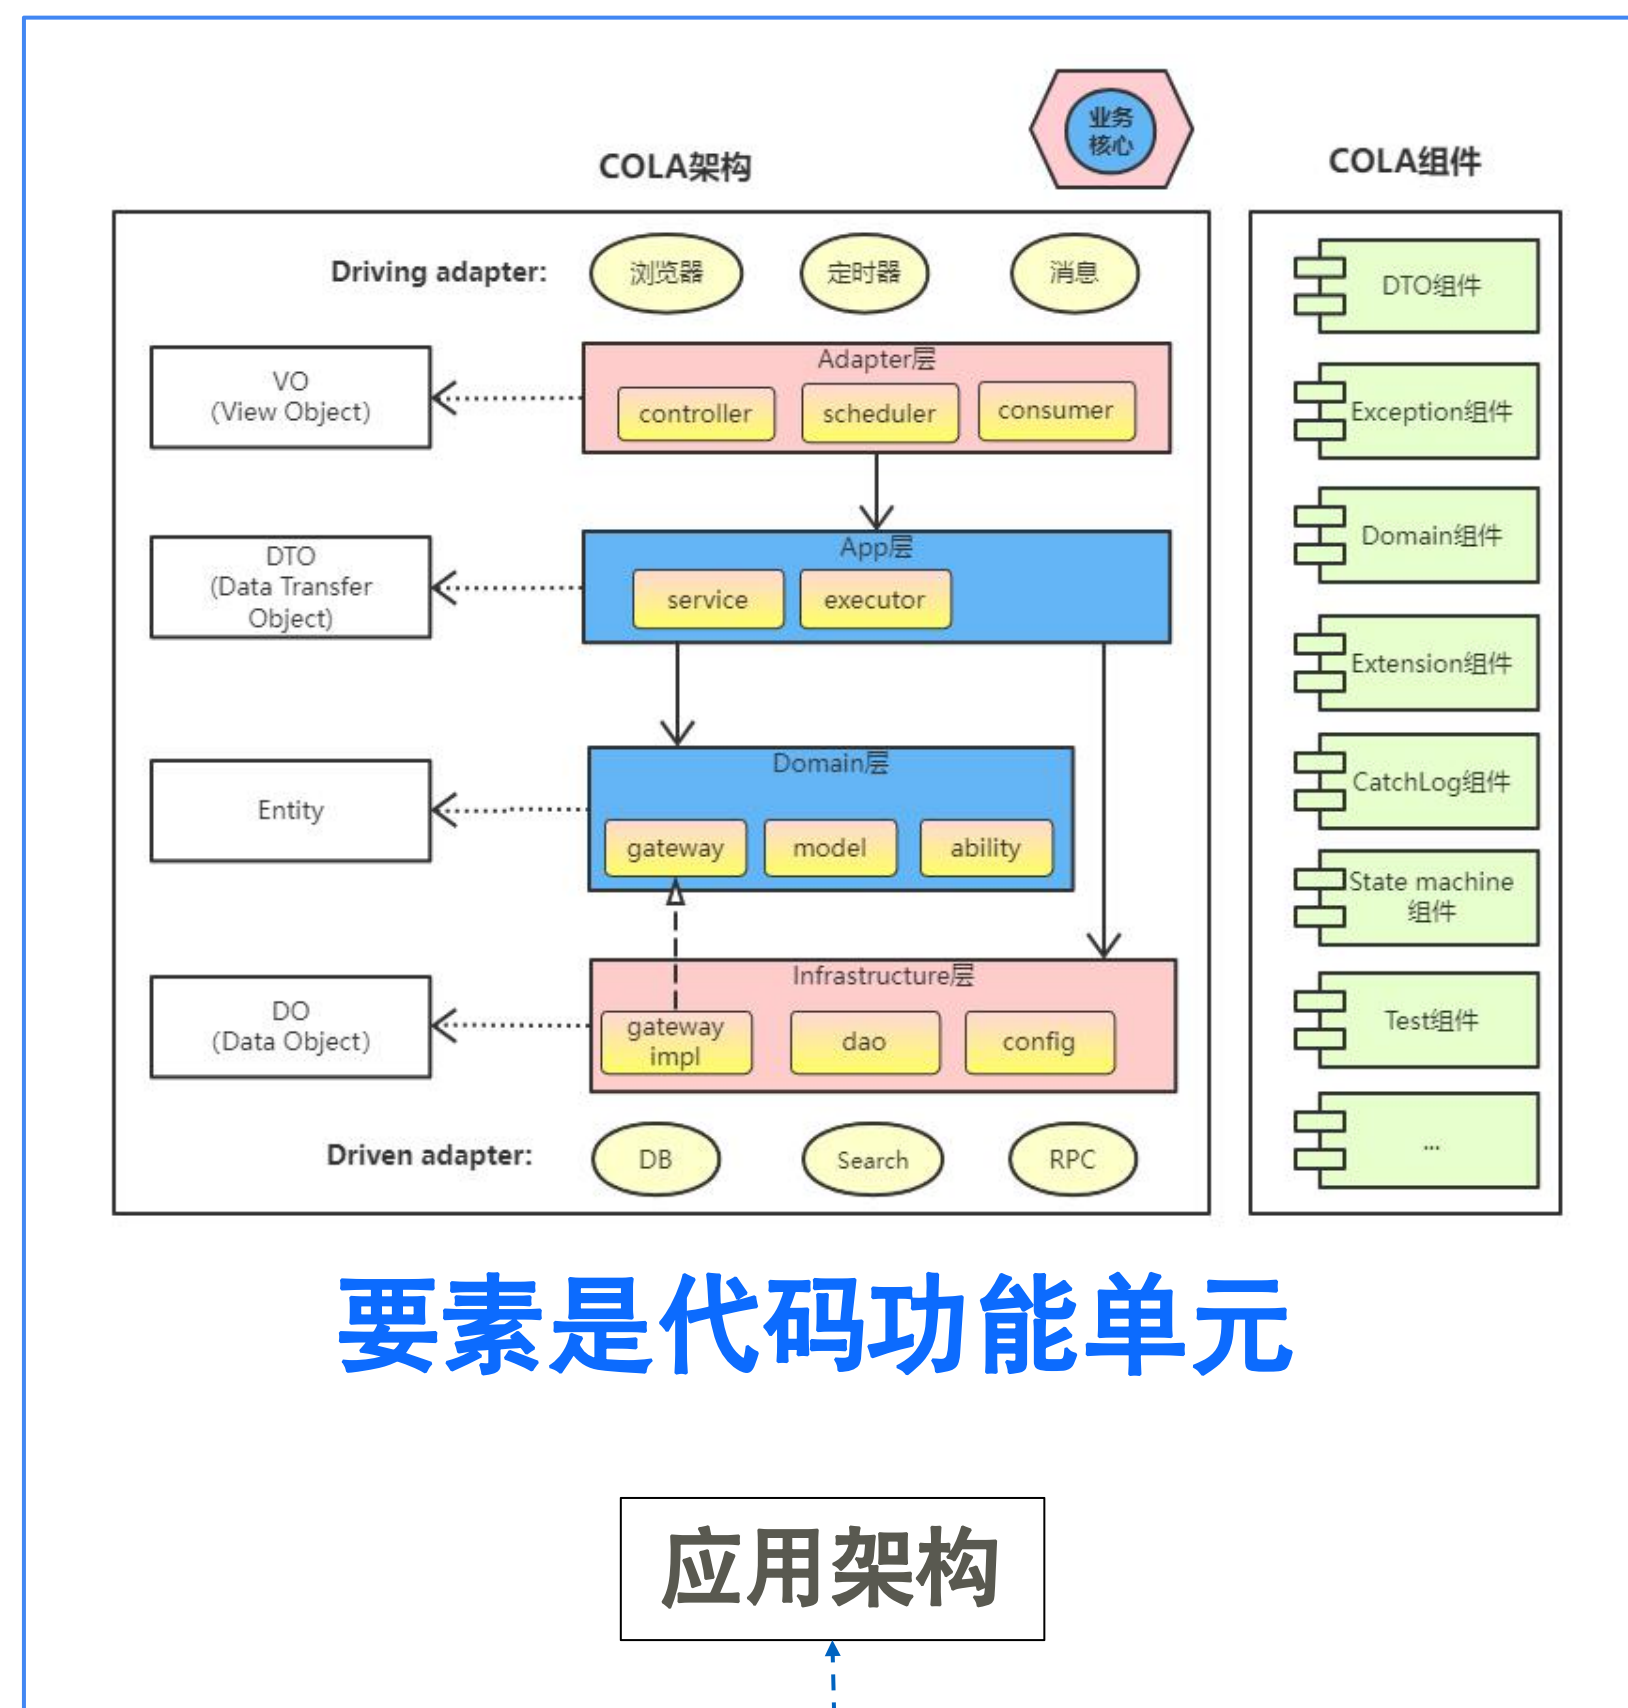 业务
核心
COLA架构
COLA组件
Driving adapter:
浏览器
定时器
消息
VO
(View Object)
Adapter层
controller
scheduler
consumer
DTO
(Data Transfer
Object)
App层
service
executor
Entity
Domain层
gateway
model
ability
DO
(Data Object)
Infrastructure层
gateway
impl
dao
config
Driven adapter:
DB
Search
RPC
DTO组件
Exception组件
Domain组件
Extension组件
CatchLog组件
State machine
组件
Test组件
...
要素是代码功能单元
应用架构